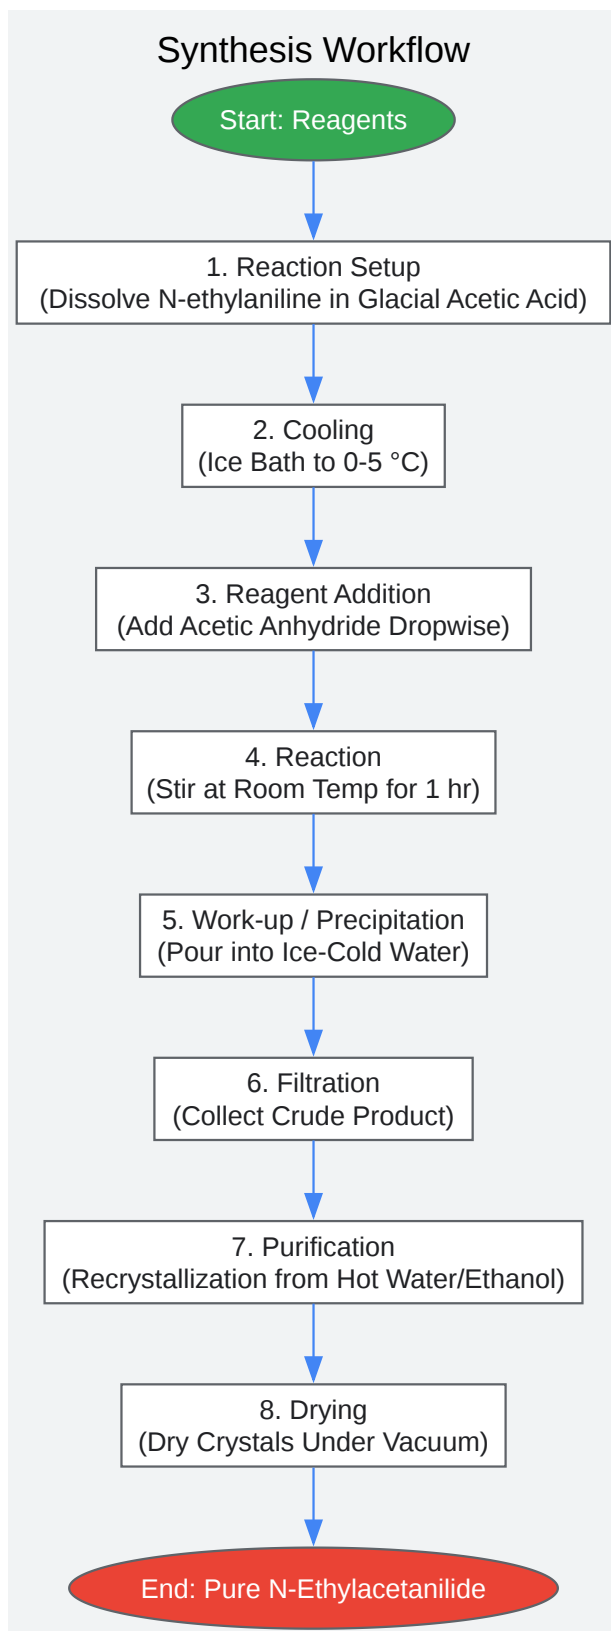 Synthesis Workflow
Start: Reagents
1. Reaction Setup
(Dissolve N-ethylaniline in Glacial Acetic Acid)
2. Cooling
(Ice Bath to 0-5 °C)
3. Reagent Addition
(Add Acetic Anhydride Dropwise)
4. Reaction
(Stir at Room Temp for 1 hr)
5. Work-up / Precipitation
(Pour into Ice-Cold Water)
6. Filtration
(Collect Crude Product)
7. Purification
(Recrystallization from Hot Water/Ethanol)
8. Drying
(Dry Crystals Under Vacuum)
End: Pure N-Ethylacetanilide